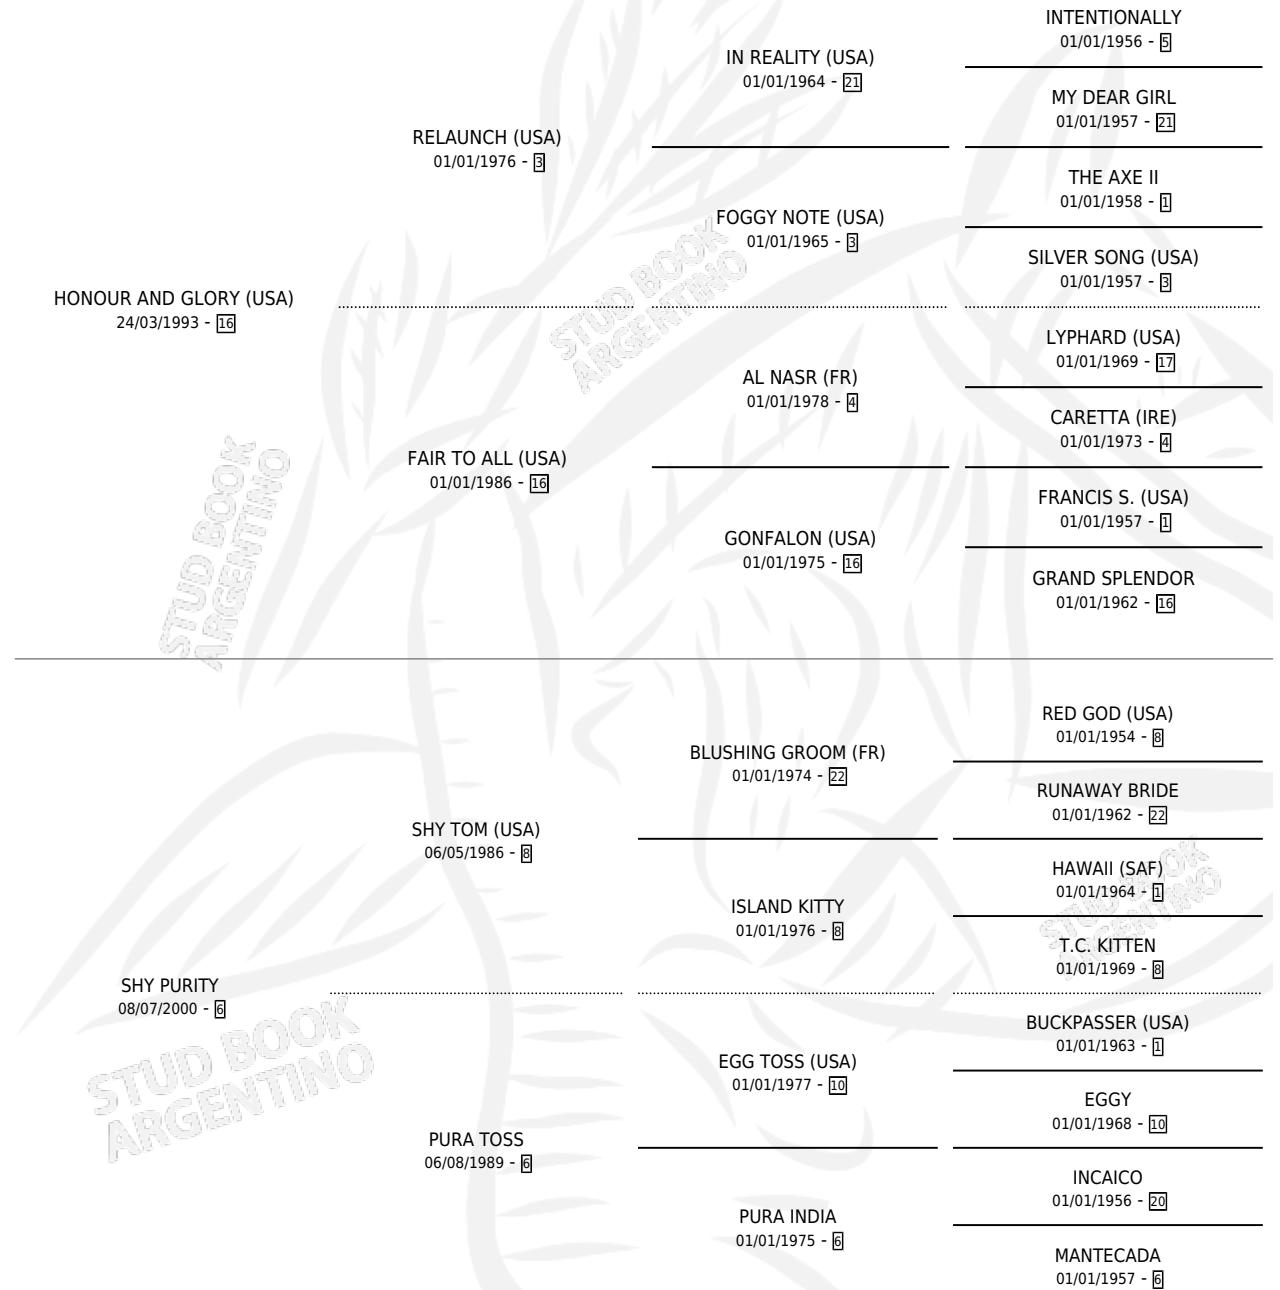 INTENTIONALLY
01/01/1956 - 5
IN REALITY (USA)
01/01/1964 - 21
MY DEAR GIRL
01/01/1957 - 21
RELAUNCH (USA)
01/01/1976 - 3
THE AXE II
01/01/1958 - 1
FOGGY NOTE (USA)
01/01/1965 - 3
SILVER SONG (USA)
01/01/1957 - 3
HONOUR AND GLORY (USA)
24/03/1993 - 16
LYPHARD (USA)
01/01/1969 - 17
AL NASR (FR)
01/01/1978 - 4
CARETTA (IRE)
01/01/1973 - 4
FAIR TO ALL (USA)
01/01/1986 - 16
FRANCIS S. (USA)
01/01/1957 - 1
GONFALON (USA)
01/01/1975 - 16
GRAND SPLENDOR
01/01/1962 - 16
RED GOD (USA)
01/01/1954 - 8
BLUSHING GROOM (FR)
01/01/1974 - 22
RUNAWAY BRIDE
01/01/1962 - 22
SHY TOM (USA)
06/05/1986 - 8
HAWAII (SAF)
01/01/1964 - 1
ISLAND KITTY
01/01/1976 - 8
T.C. KITTEN
01/01/1969 - 8
SHY PURITY
08/07/2000 - 6
BUCKPASSER (USA)
01/01/1963 - 1
EGG TOSS (USA)
01/01/1977 - 10
EGGY
01/01/1968 - 10
PURA TOSS
06/08/1989 - 6
INCAICO
01/01/1956 - 20
PURA INDIA
01/01/1975 - 6
MANTECADA
01/01/1957 - 6
STUD BOOK
ARGENTINO
STUD BOOK
ARGENTINO
STUD BOOK
ARGENTINO
STUD BOOK
ARGENTINO